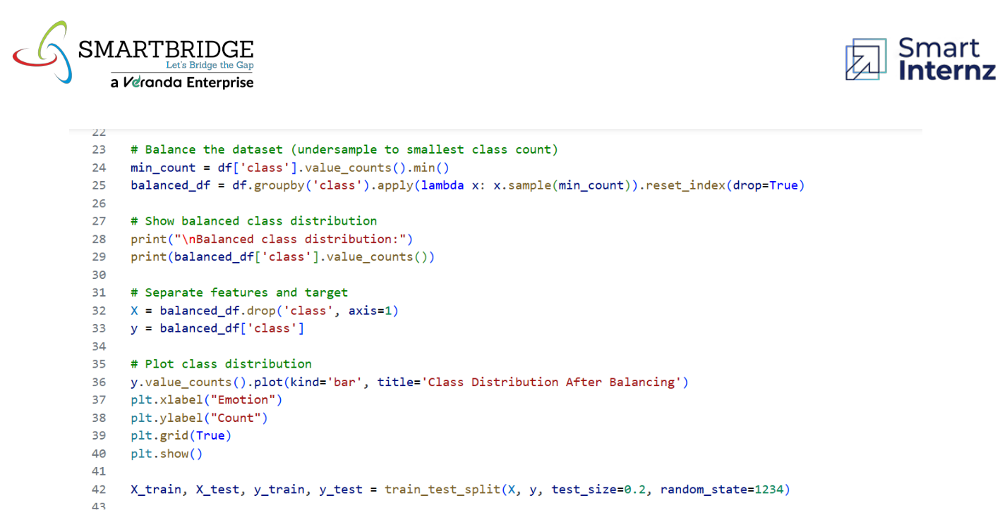 SMARTBRIDGE
Let's Bridge the Gap
a Veranda Enterprise
Smart
Internz
22
23 # Balance the dataset (undersample to smallest class count)
24 min_count = df['class'].value_counts().min()
25 balanced_df = df.groupby('class').apply(lambda x: x.sample(min_count)).reset_index(drop=True)
26
27 # Show balanced class distribution
28 print("\nBalanced class distribution:")
29 print(balanced_df['class'].value_counts())
30
31 # Separate features and target
32 X = balanced_df.drop('class', axis=1)
33 y = balanced_df['class']
34
35 # Plot class distribution
36 y.value_counts().plot(kind='bar', title='Class Distribution After Balancing')
37 plt.xlabel("Emotion")
38 plt.ylabel("Count")
39 plt.grid(True)
40 plt.show()
41
42 X_train, X_test, y_train, y_test = train_test_split(X, y, test_size=0.2, random_state=1234)
43